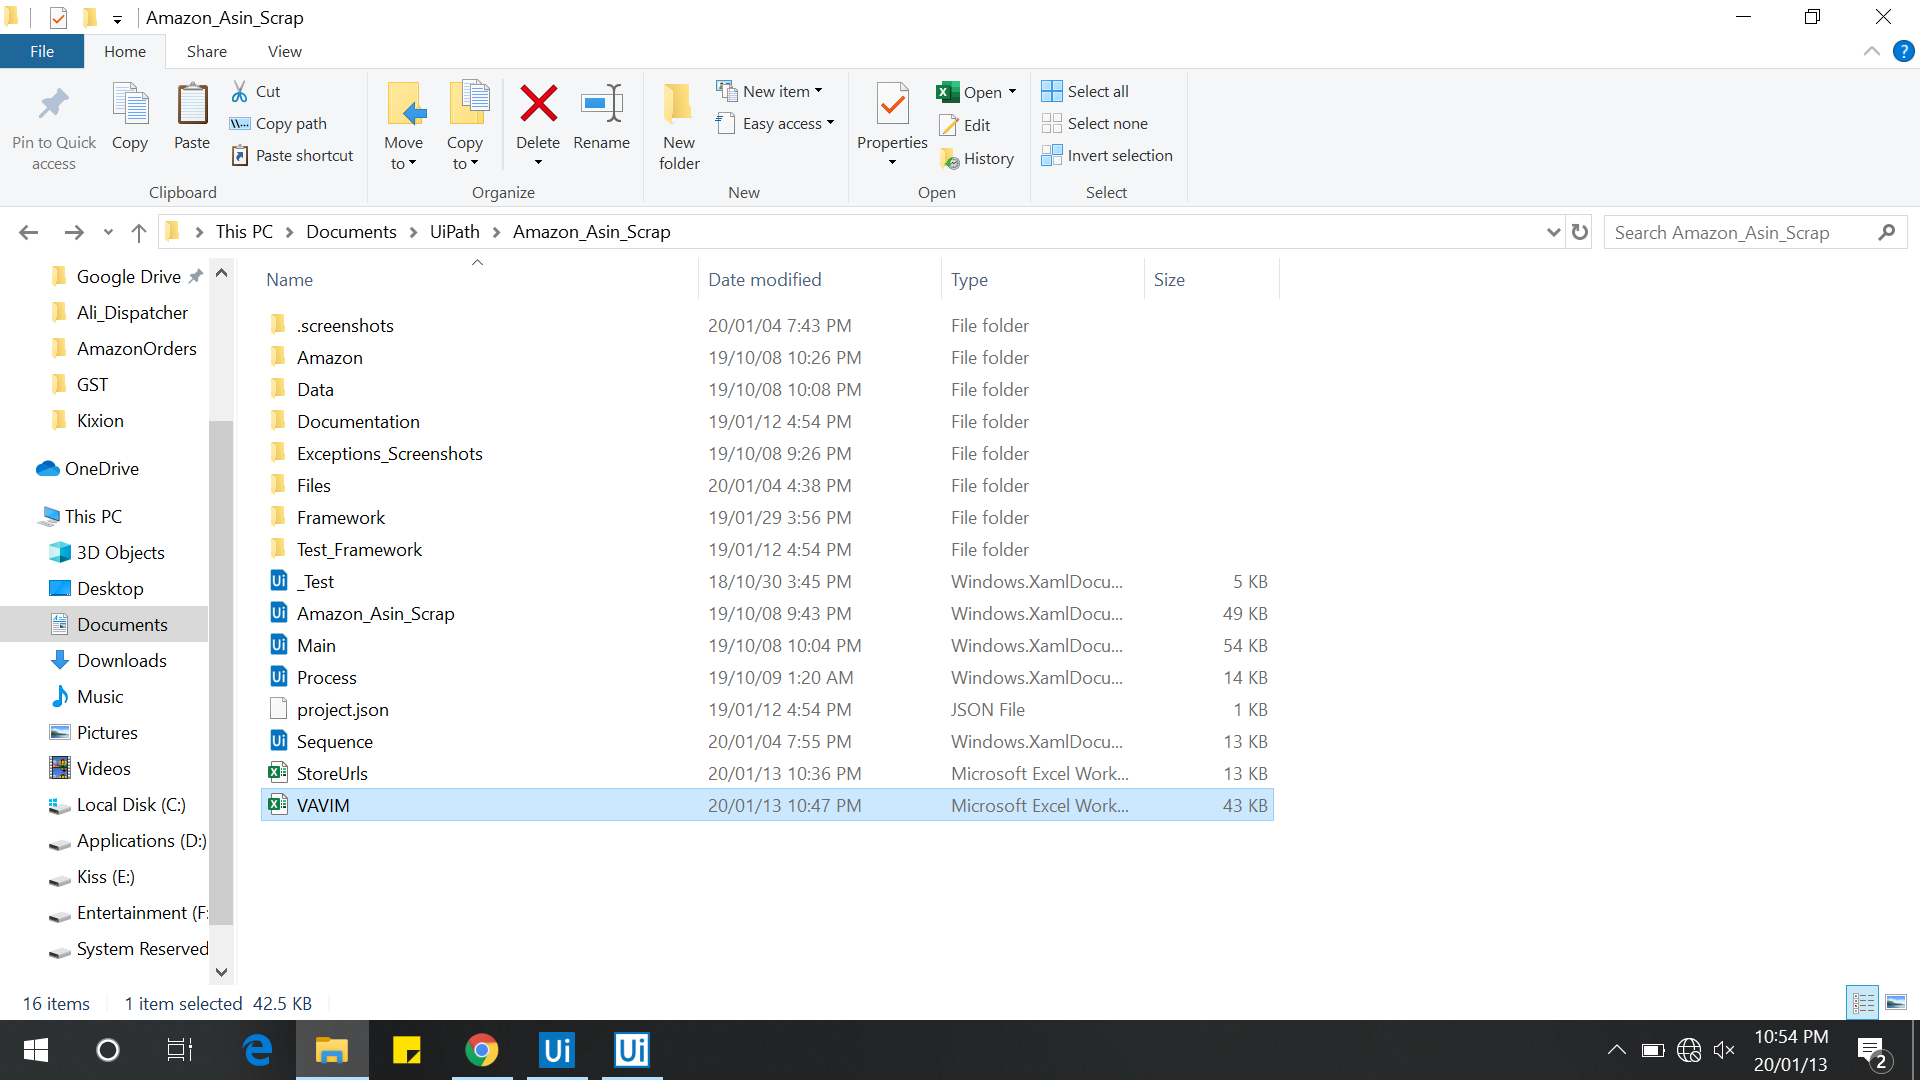 Amazon_Asin_Scrap
File Home Share View
Pin to Quick access
Copy
Paste
Cut
Copy path
Paste shortcut
Clipboard
Move to
Copy to
Delete
Rename
Organize
New folder
New item
Easy access
New
Properties
Open
Edit
History
Open
Select all
Select none
Invert selection
Select
This PC Documents UiPath Amazon_Asin_Scrap
Search Amazon_Asin_Scrap
Google Drive
Ali_Dispatcher
AmazonOrders
GST
Kixion
OneDrive
This PC
3D Objects
Desktop
Documents
Downloads
Music
Pictures
Videos
Local Disk (C:)
Applications (D:)
Kiss (E:)
Entertainment (F:
System Reserved
Name Date modified Type Size
.screenshots 20/01/04 7:43 PM File folder
Amazon 19/10/08 10:26 PM File folder
Data 19/10/08 10:08 PM File folder
Documentation 19/01/12 4:54 PM File folder
Exceptions_Screenshots 19/10/08 9:26 PM File folder
Files 20/01/04 4:38 PM File folder
Framework 19/01/29 3:56 PM File folder
Test_Framework 19/01/12 4:54 PM File folder
_Test 18/10/30 3:45 PM Windows.XamlDocu... 5 KB
Amazon_Asin_Scrap 19/10/08 9:43 PM Windows.XamlDocu... 49 KB
Main 19/10/08 10:04 PM Windows.XamlDocu... 54 KB
Process 19/10/09 1:20 AM Windows.XamlDocu... 14 KB
project.json 19/01/12 4:54 PM JSON File 1 KB
Sequence 20/01/04 7:55 PM Windows.XamlDocu... 13 KB
StoreUrls 20/01/13 10:36 PM Microsoft Excel Work... 13 KB
VAVIM 20/01/13 10:47 PM Microsoft Excel Work... 43 KB
16 items 1 item selected 42.5 KB
Ui Ui
10:54 PM
20/01/13
2